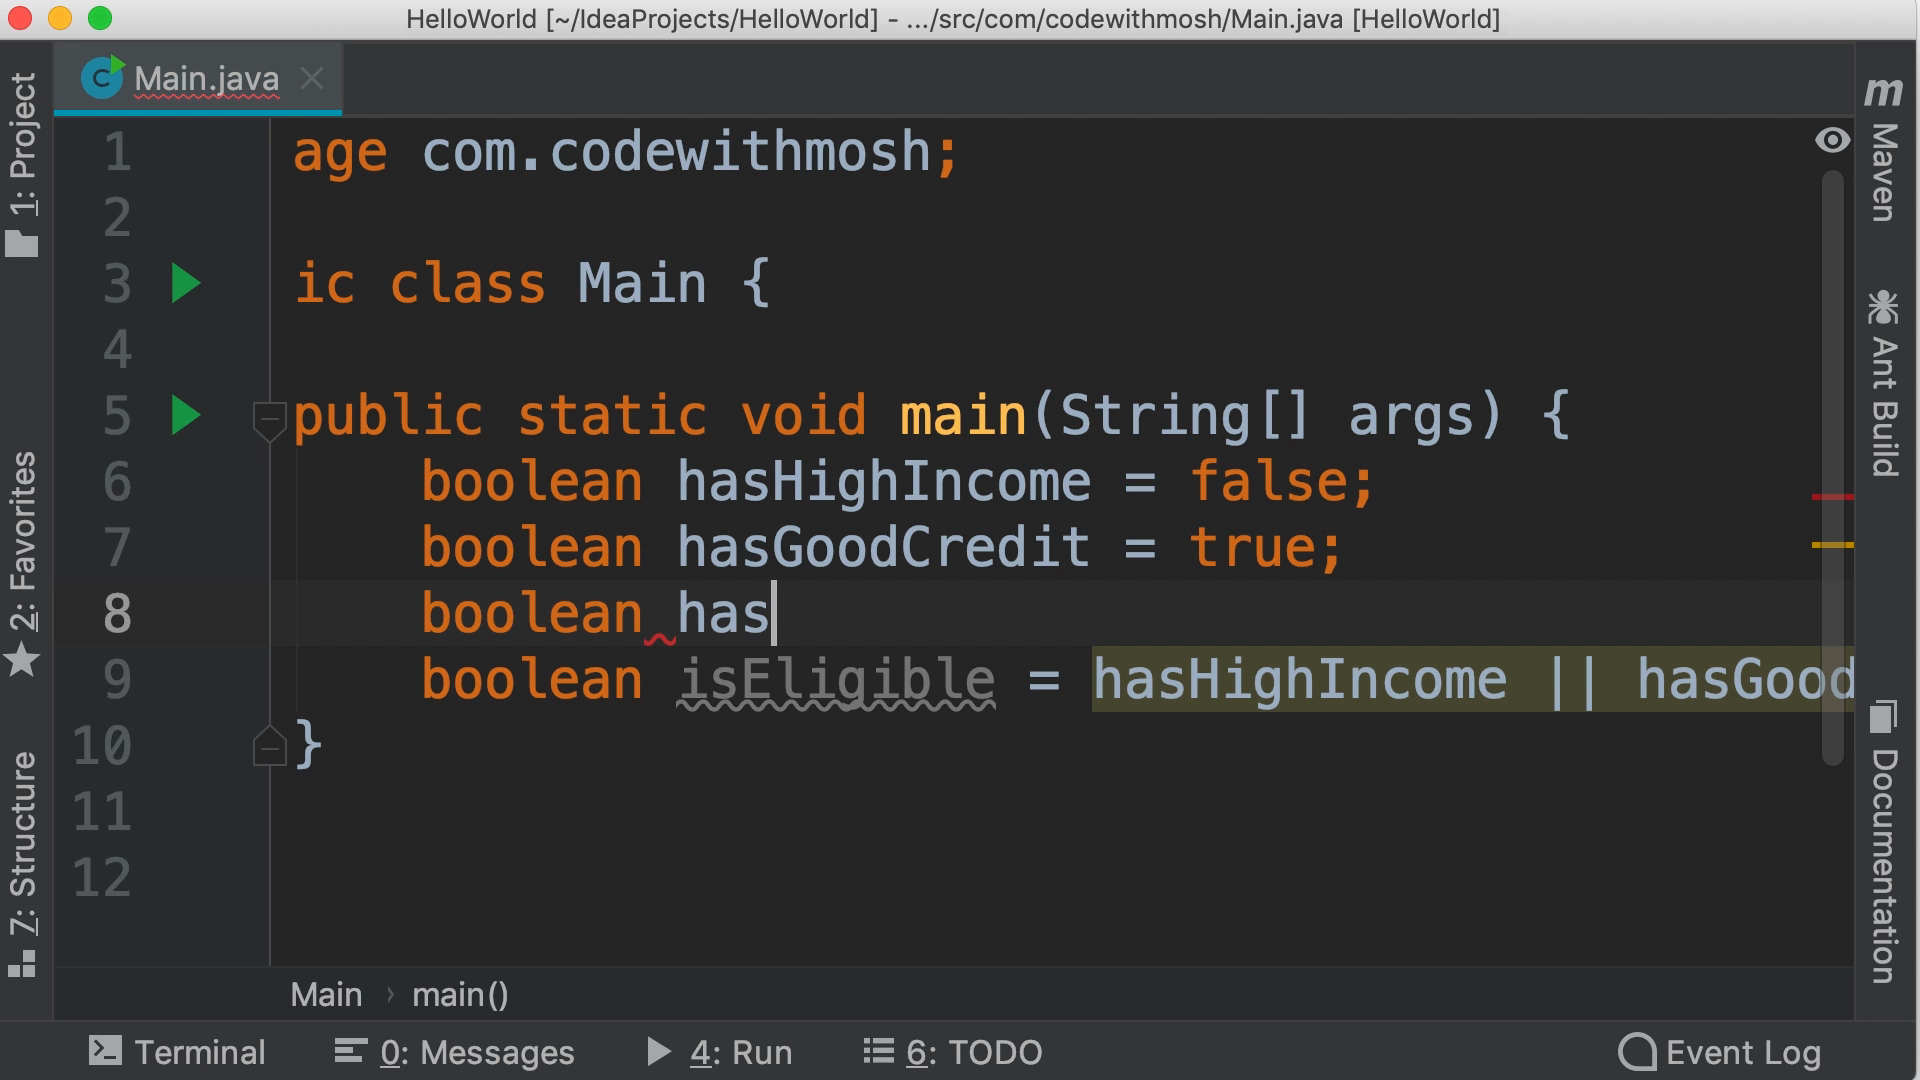 HelloWorld [~/IdeaProjects/HelloWorld] - .../src/com/codewithmosh/Main.java [HelloWorld]
Main.java
1: Project
2: Favorites
7: Structure
1 age com.codewithmosh;
2
3 ic class Main {
4
5 public static void main(String[] args) {
6 boolean hasHighIncome = false;
7 boolean hasGoodCredit = true;
8 boolean has
9 boolean isEligible = hasHighIncome || hasGood
10 }
11
12
m Maven
Ant Build
Documentation
Main › main()
Terminal
0: Messages
4: Run
6: TODO
Event Log